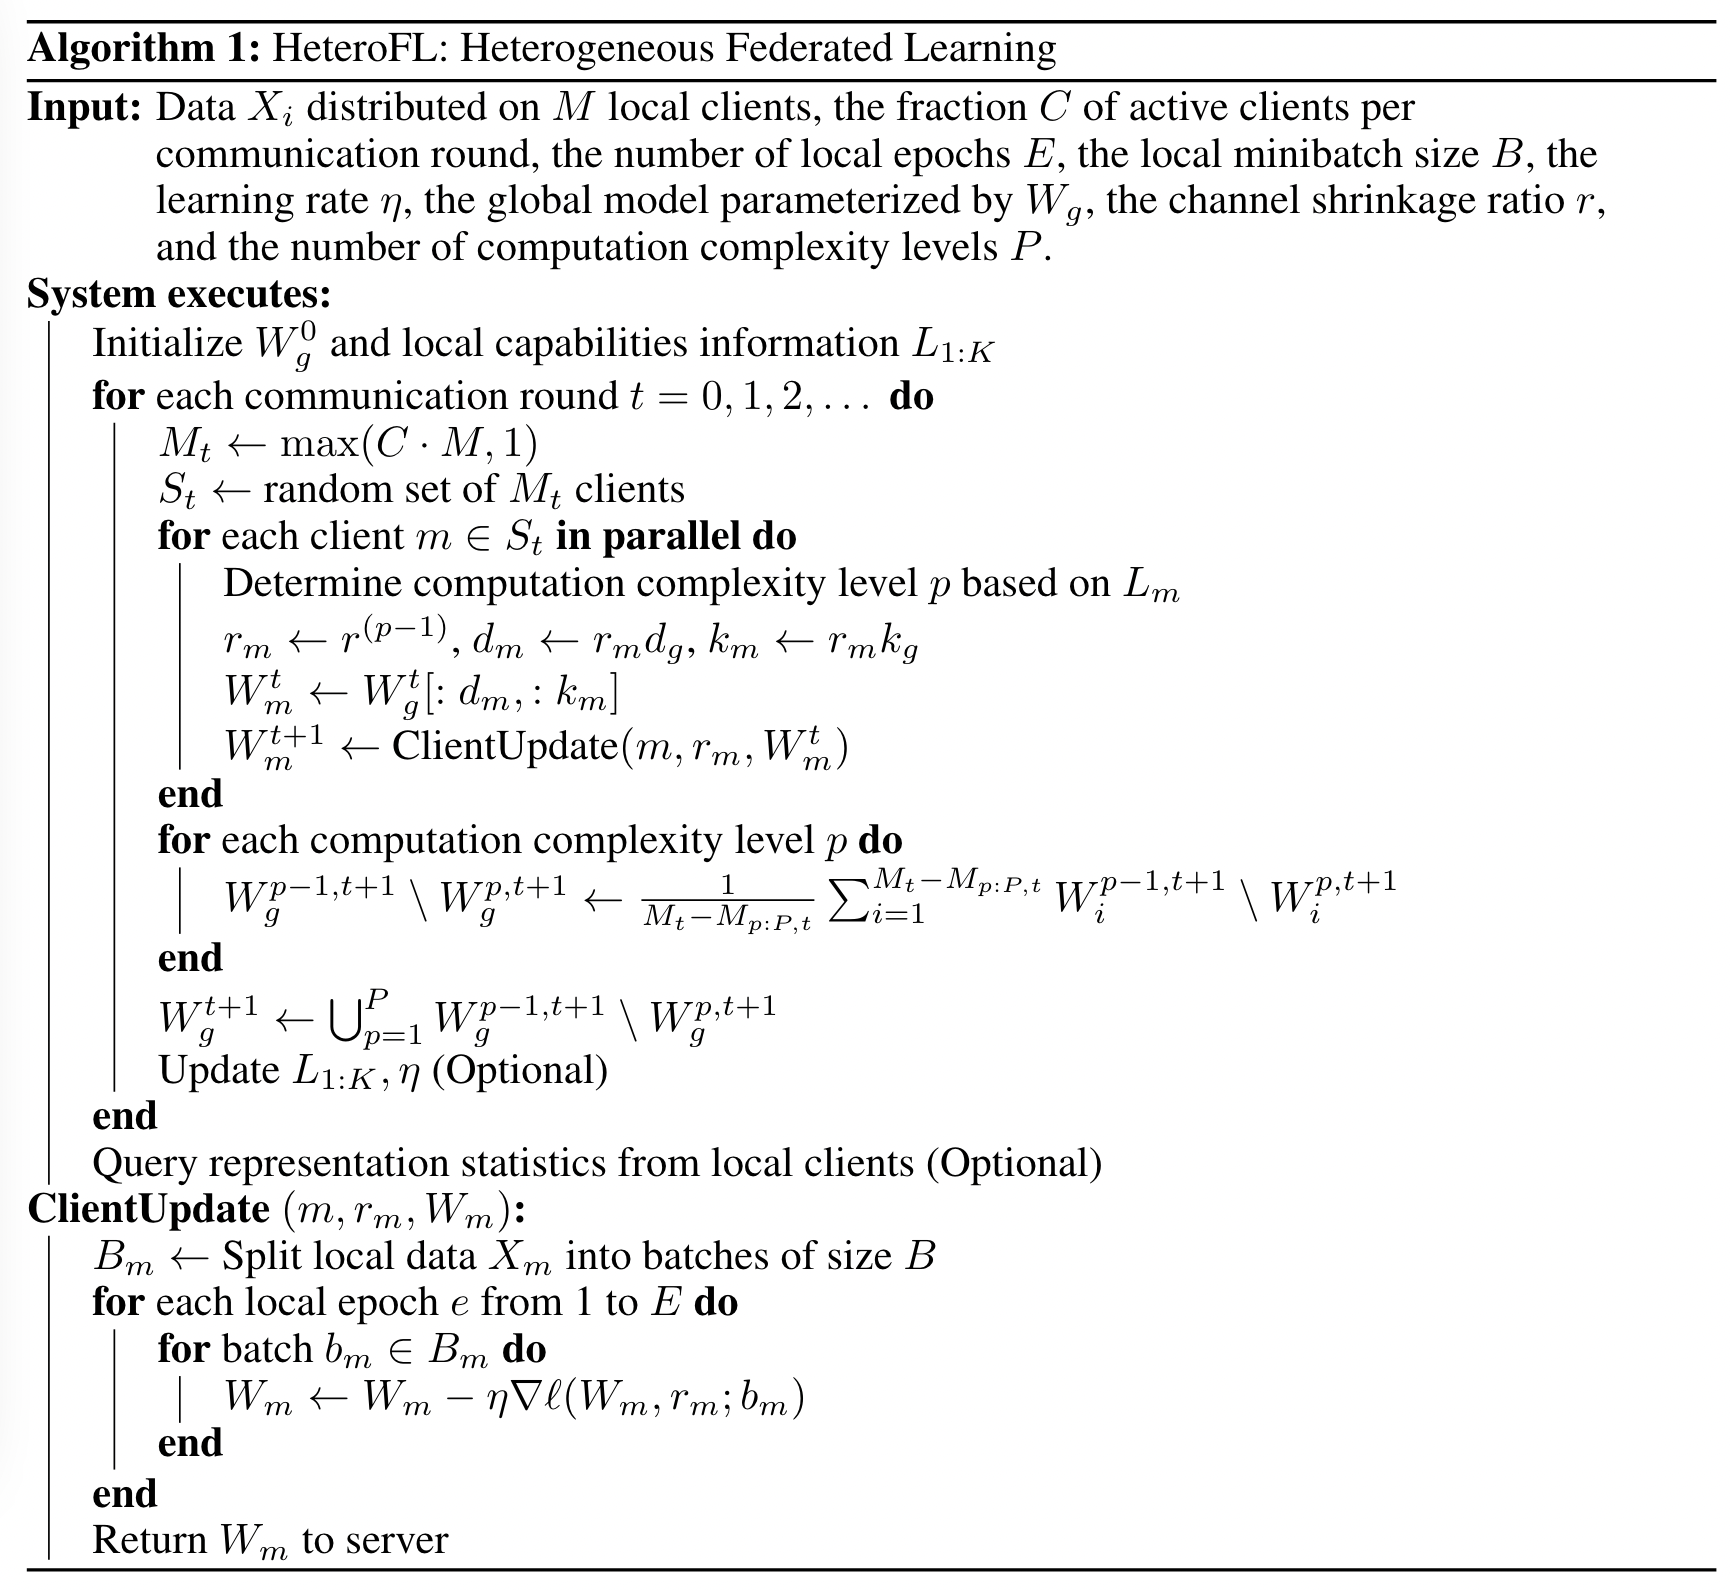 Algorithm 1: HeteroFL: Heterogeneous Federated Learning
Input: Data $X_i$ distributed on $M$ local clients, the fraction $C$ of active clients per
communication round, the number of local epochs $E$, the local minibatch size $B$, the
learning rate $\eta$, the global model parameterized by $W_g$, the channel shrinkage ratio $r$,
and the number of computation complexity levels $P$.
System executes:
Initialize $W_g^0$ and local capabilities information $L_{1:K}$
for each communication round $t = 0, 1, 2, \dots$ do
$M_t \leftarrow \max(C \cdot M, 1)$
$S_t \leftarrow$ random set of $M_t$ clients
for each client $m \in S_t$ in parallel do
Determine computation complexity level $p$ based on $L_m$
$r_m \leftarrow r^{(p-1)}$, $d_m \leftarrow r_m d_g$, $k_m \leftarrow r_m k_g$
$W_m^t \leftarrow W_g^t[: d_m, : k_m]$
$W_m^{t+1} \leftarrow$ ClientUpdate$(m, r_m, W_m^t)$
end
for each computation complexity level $p$ do
$W_g^{p-1,t+1} \setminus W_g^{p,t+1} \leftarrow \frac{1}{M_t - M_{p:P,t}} \sum_{i=1}^{M_t - M_{p:P,t}} W_i^{p-1,t+1} \setminus W_i^{p,t+1}$
end
$W_g^{t+1} \leftarrow \bigcup_{p=1}^{P} W_g^{p-1,t+1} \setminus W_g^{p,t+1}$
Update $L_{1:K}, \eta$ (Optional)
end
Query representation statistics from local clients (Optional)
ClientUpdate $(m, r_m, W_m)$:
$B_m \leftarrow$ Split local data $X_m$ into batches of size $B$
for each local epoch $e$ from 1 to $E$ do
for batch $b_m \in B_m$ do
$W_m \leftarrow W_m - \eta \nabla \ell(W_m, r_m; b_m)$
end
end
Return $W_m$ to server